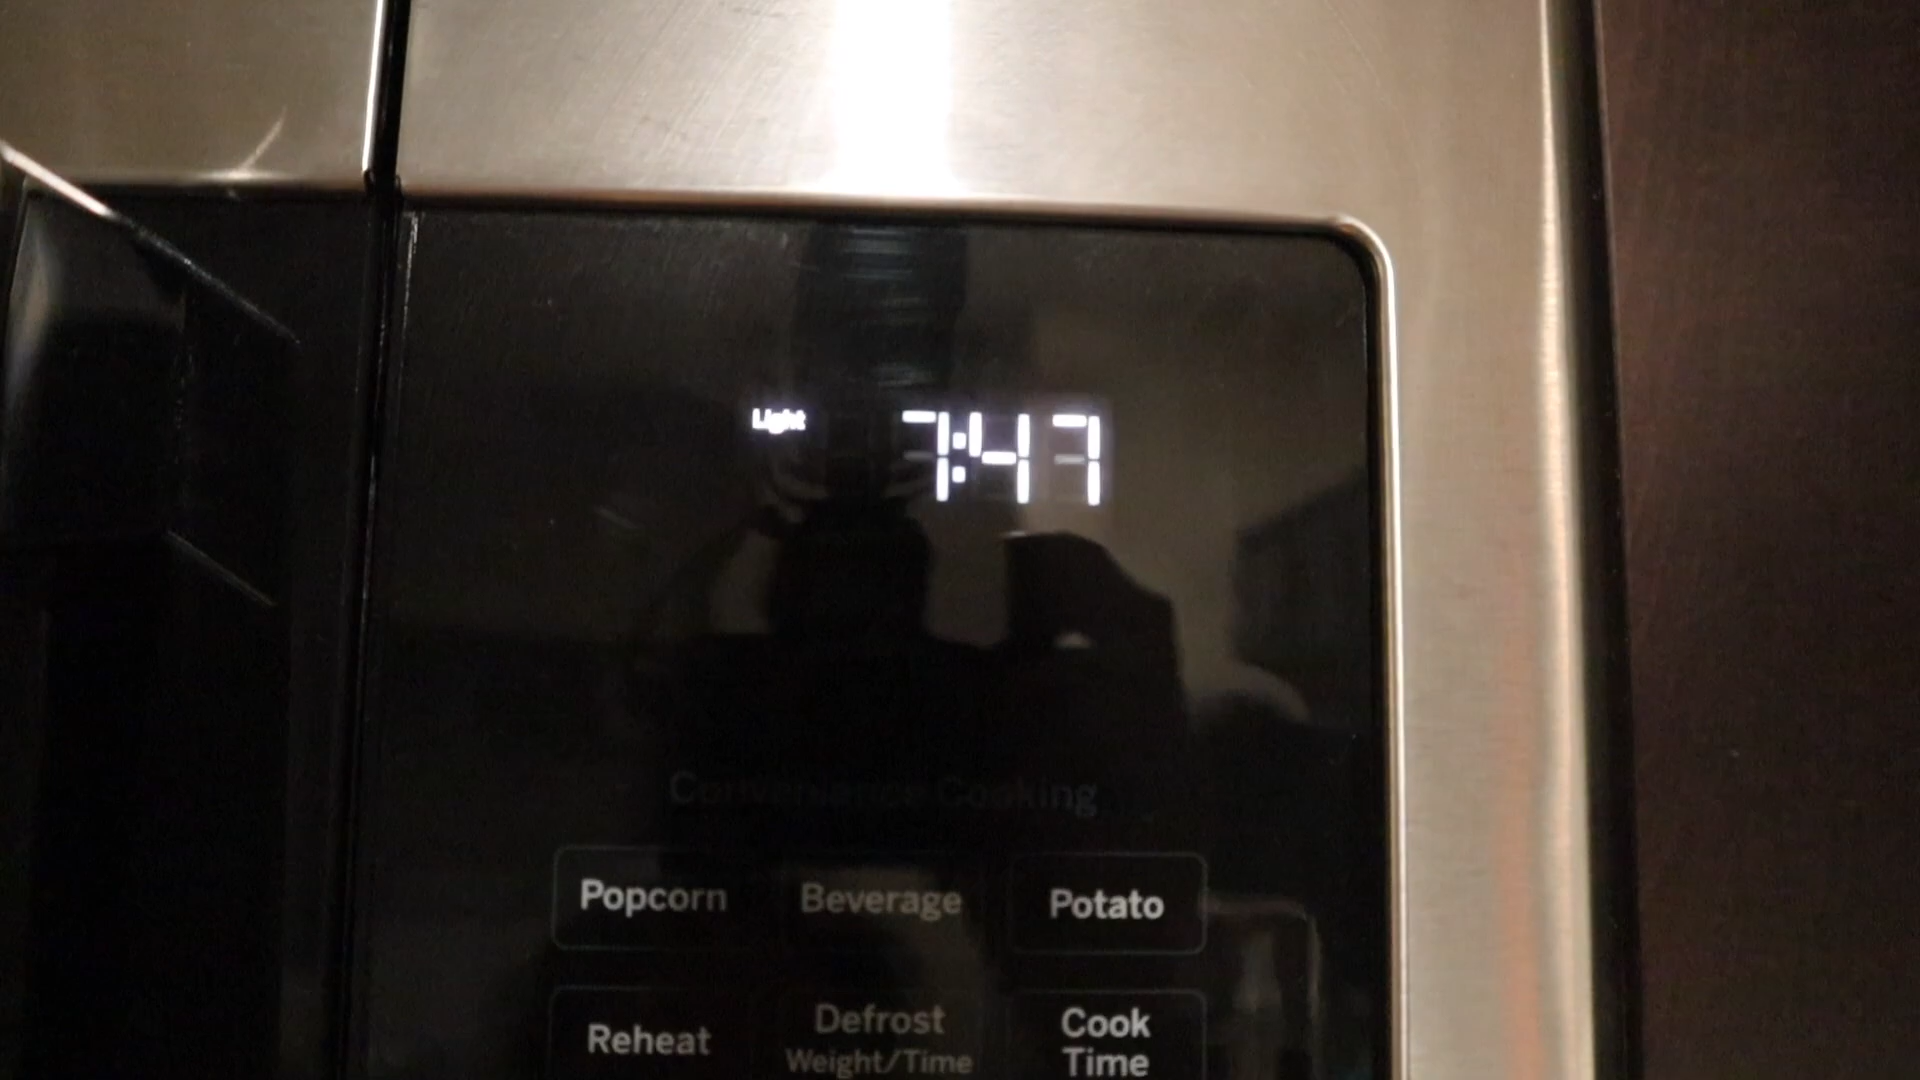 Light 7:47
Convenience Cooking
Popcorn Beverage Potato
Reheat Defrost Cook
Weight/Time Time